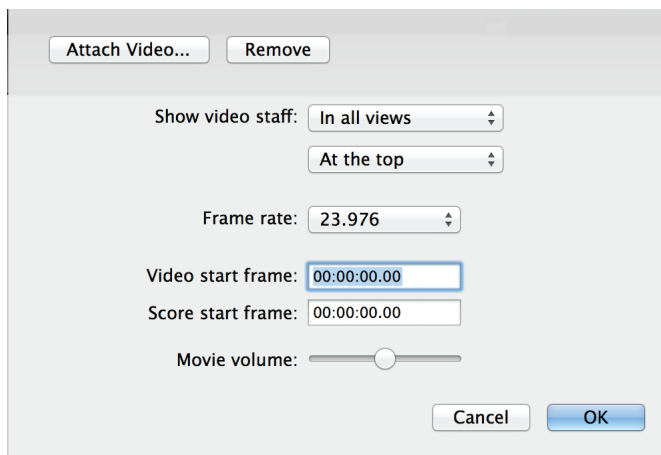 Attach Video... Remove
Show video staff: In all views
At the top
Frame rate: 23.976
Video start frame: 00:00:00.00
Score start frame: 00:00:00.00
Movie volume:
Cancel OK